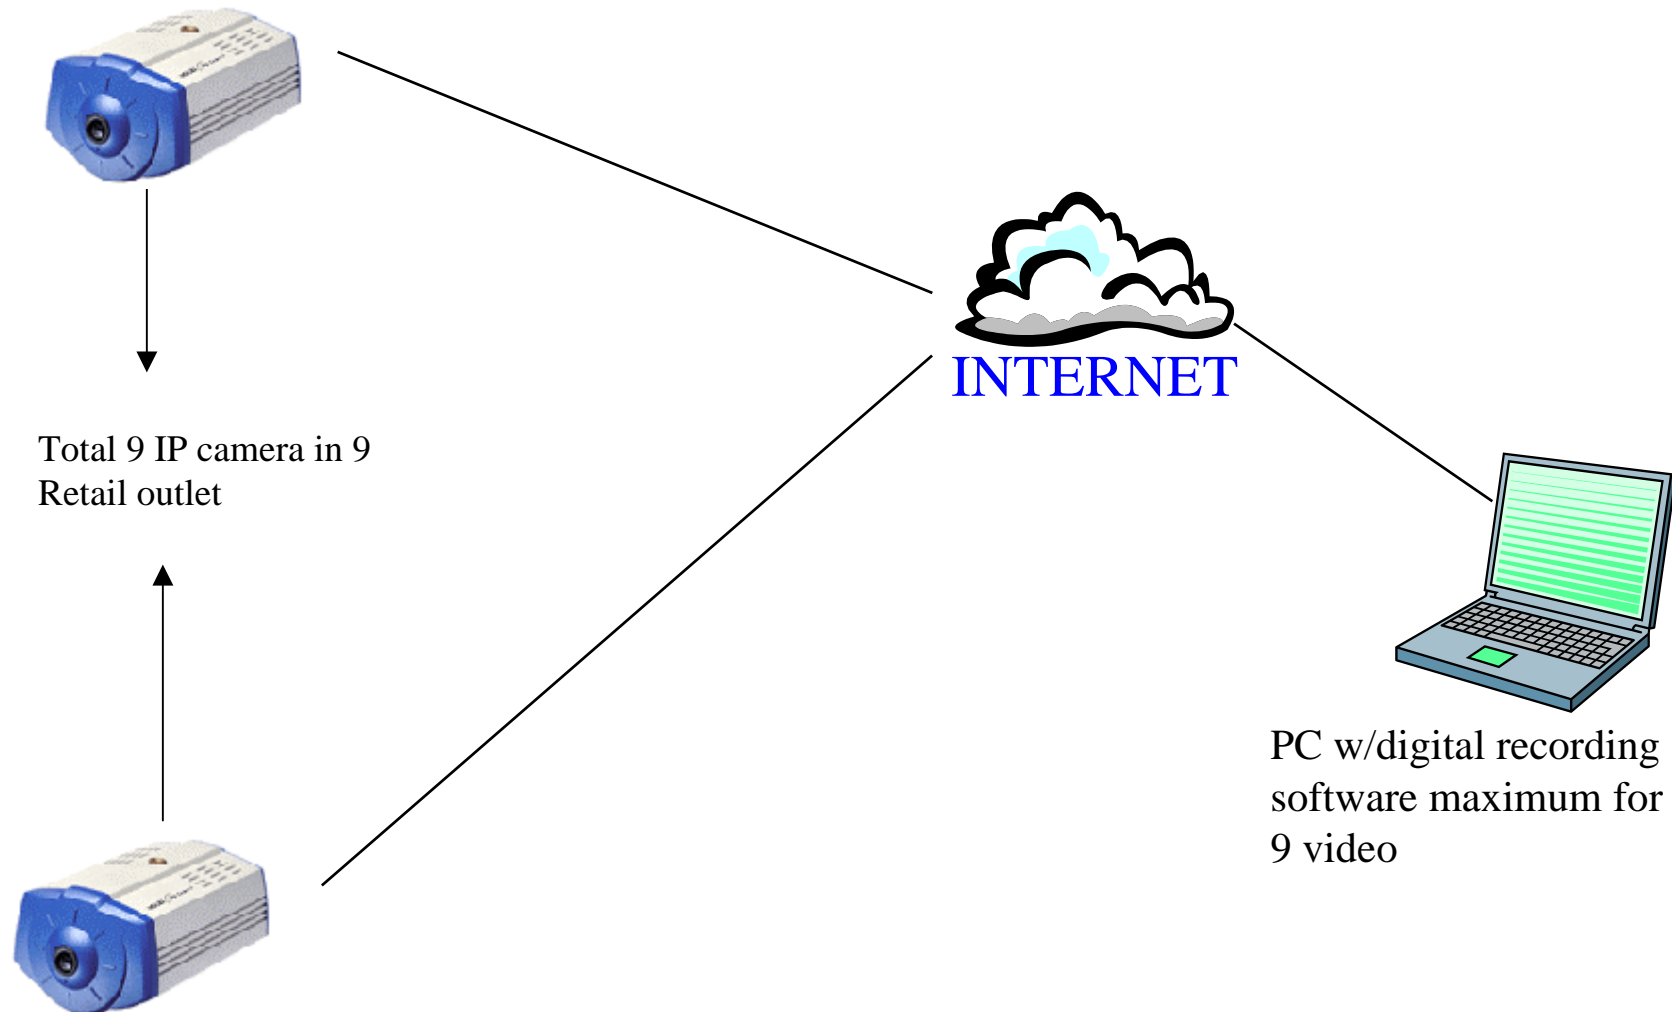 Total 9 IP camera in 9
Retail outlet
INTERNET
PC w/digital recording
software maximum for
9 video